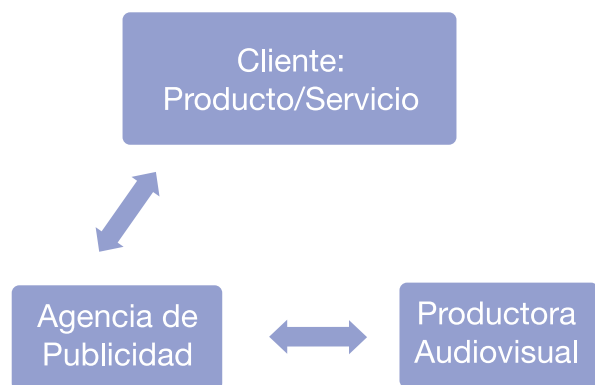 Cliente:
Producto/Servicio
Agencia de
Publicidad
Productora
Audiovisual